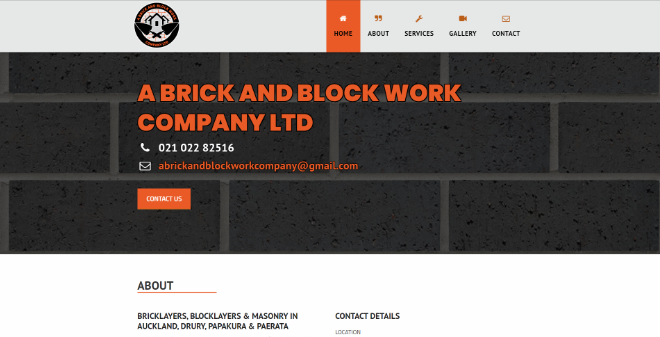 HOME ABOUT SERVICES GALLERY CONTACT
A BRICK AND BLOCK WORK
COMPANY LTD
021 022 82516
abrickandblockworkcompany@gmail.com
CONTACT US
ABOUT
BRICKLAYERS, BLOCKLAYERS & MASONRY IN
AUCKLAND, DRURY, PAPAKURA & PAERATA
CONTACT DETAILS
LOCATION